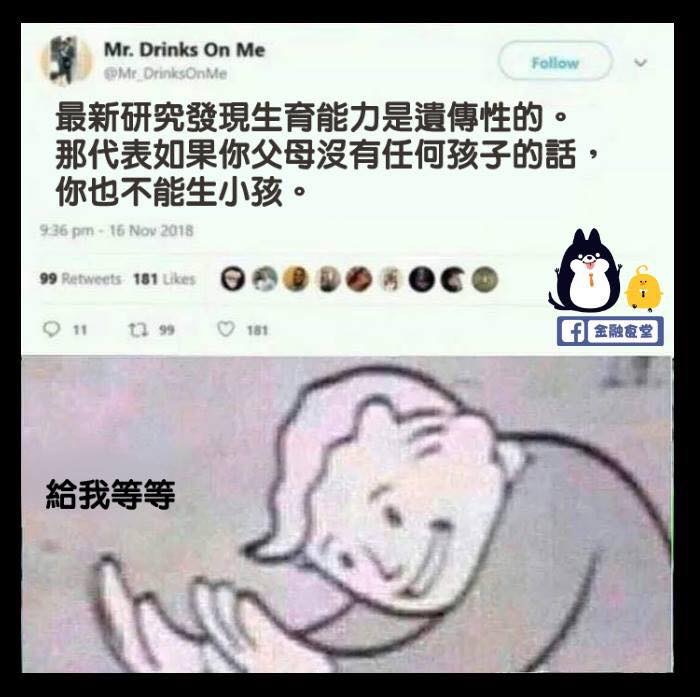 Mr. Drinks On Me
@Mr_DrinksOnMe
Follow
最新研究發現生育能力是遺傳性的。
那代表如果你父母沒有任何孩子的話，
你也不能生小孩。
9:36 pm - 16 Nov 2018
99 Retweets 181 Likes
11 99 181
f 金融食堂
給我等等